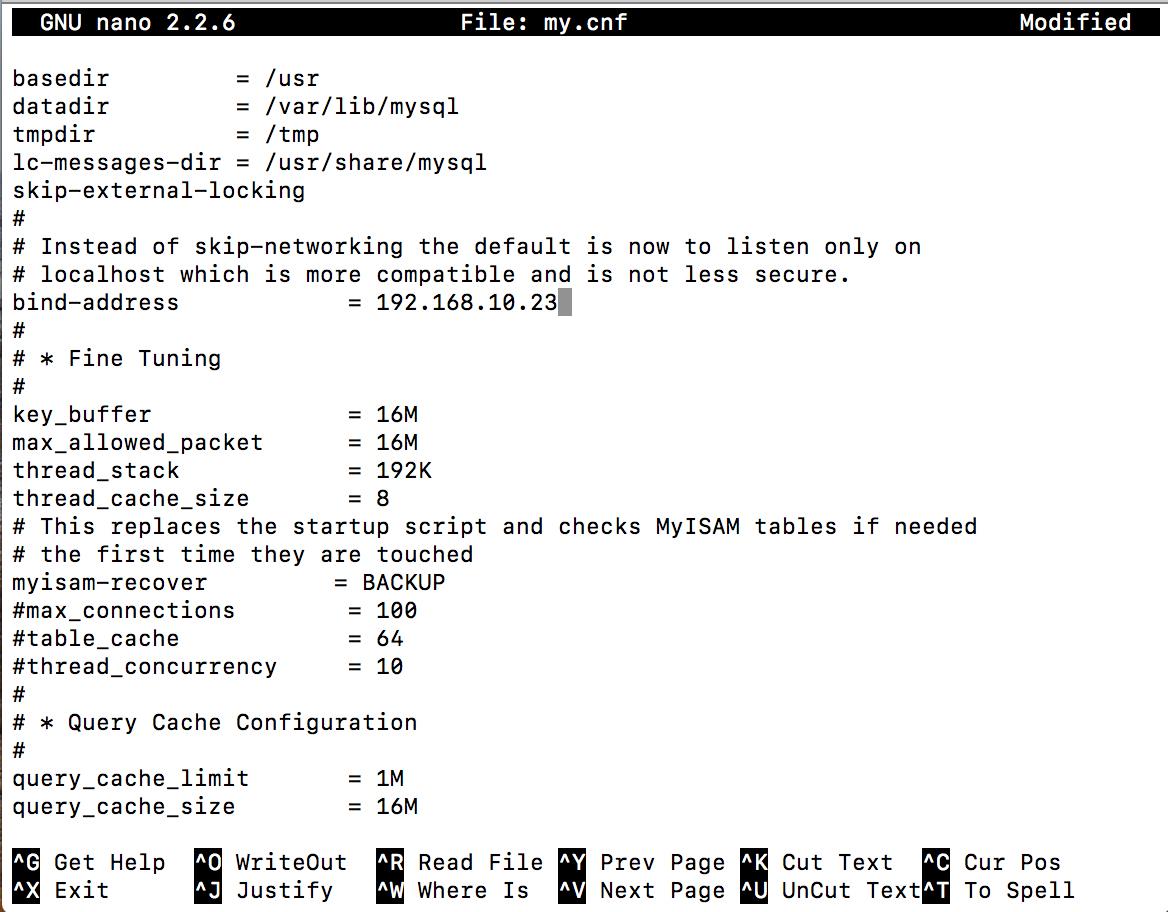 GNU nano 2.2.6 File: my.cnf Modified
basedir = /usr
datadir = /var/lib/mysql
tmpdir = /tmp
lc-messages-dir = /usr/share/mysql
skip-external-locking
#
# Instead of skip-networking the default is now to listen only on
# localhost which is more compatible and is not less secure.
bind-address = 192.168.10.23
#
# * Fine Tuning
#
key_buffer = 16M
max_allowed_packet = 16M
thread_stack = 192K
thread_cache_size = 8
# This replaces the startup script and checks MyISAM tables if needed
# the first time they are touched
myisam-recover = BACKUP
#max_connections = 100
#table_cache = 64
#thread_concurrency = 10
#
# * Query Cache Configuration
#
query_cache_limit = 1M
query_cache_size = 16M
^G Get Help ^O WriteOut ^R Read File ^Y Prev Page ^K Cut Text ^C Cur Pos
^X Exit ^J Justify ^W Where Is ^V Next Page ^U UnCut Text^T To Spell